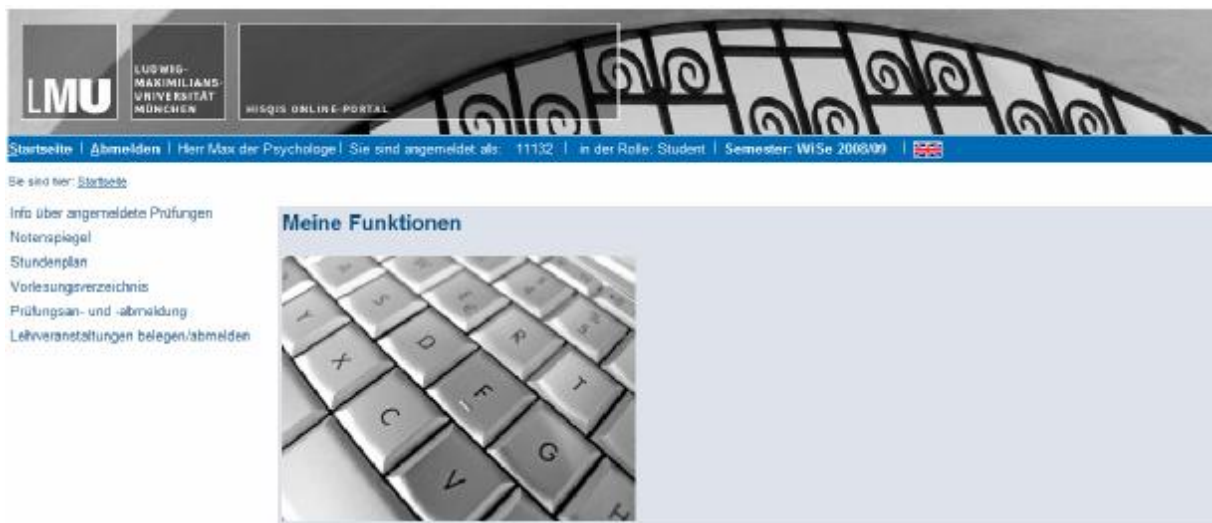 LMU
LUDWIG-
MAXIMILIANS-
UNIVERSITÄT
MÜNCHEN
HISQIS ONLINE-PORTAL
Startseite | Abmelden | Herr Max der Psychologe | Sie sind angemeldet als: 11132 | in der Rolle: Student | Semester: WiSe 2008/09 |
Sie sind hier: Startseite
Info über angemeldete Prüfungen
Notenspiegel
Stundenplan
Vorlesungsverzeichnis
Prüfungsan- und -abmeldung
Lehrveranstaltungen belegen/abmelden
Meine Funktionen
S
Y D R
X F T
C G
V H